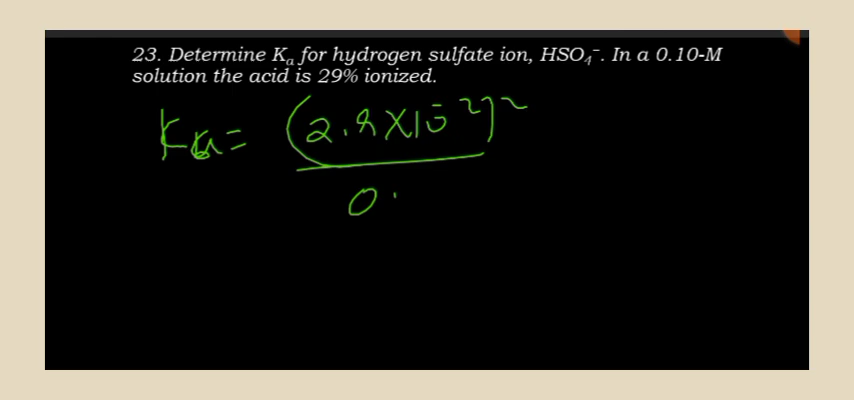 23. Determine Kₐ for hydrogen sulfate ion, HSO₄⁻. In a 0.10-M
solution the acid is 29% ionized.
Kₐ = (2.9×10⁻²)²
0.